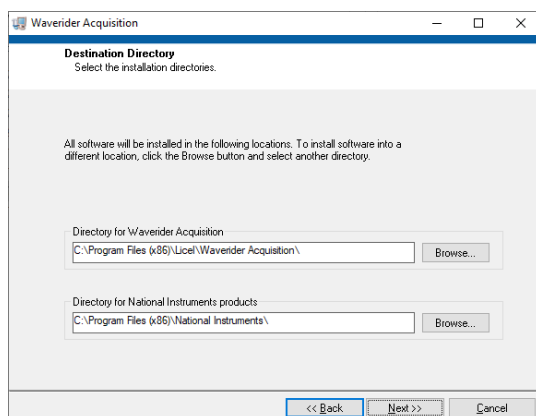 Waverider Acquisition
Destination Directory
Select the installation directories.
All software will be installed in the following locations. To install software into a
different location, click the Browse button and select another directory.
Directory for Waverider Acquisition
C:\Program Files (x86)\Licel\Waverider Acquisition\
Browse...
Directory for National Instruments products
C:\Program Files (x86)\National Instruments\
Browse...
<< Back
Next >>
Cancel